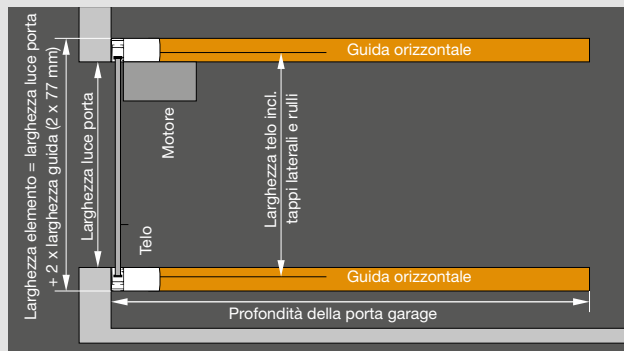 Larghezza elemento = larghezza luce porta
+ 2 x larghezza guida (2 x 77 mm)
Larghezza luce porta
Telo
Motore
Larghezza telo incl.
tappi laterali e rulli
Guida orizzontale
Guida orizzontale
Profondità della porta garage